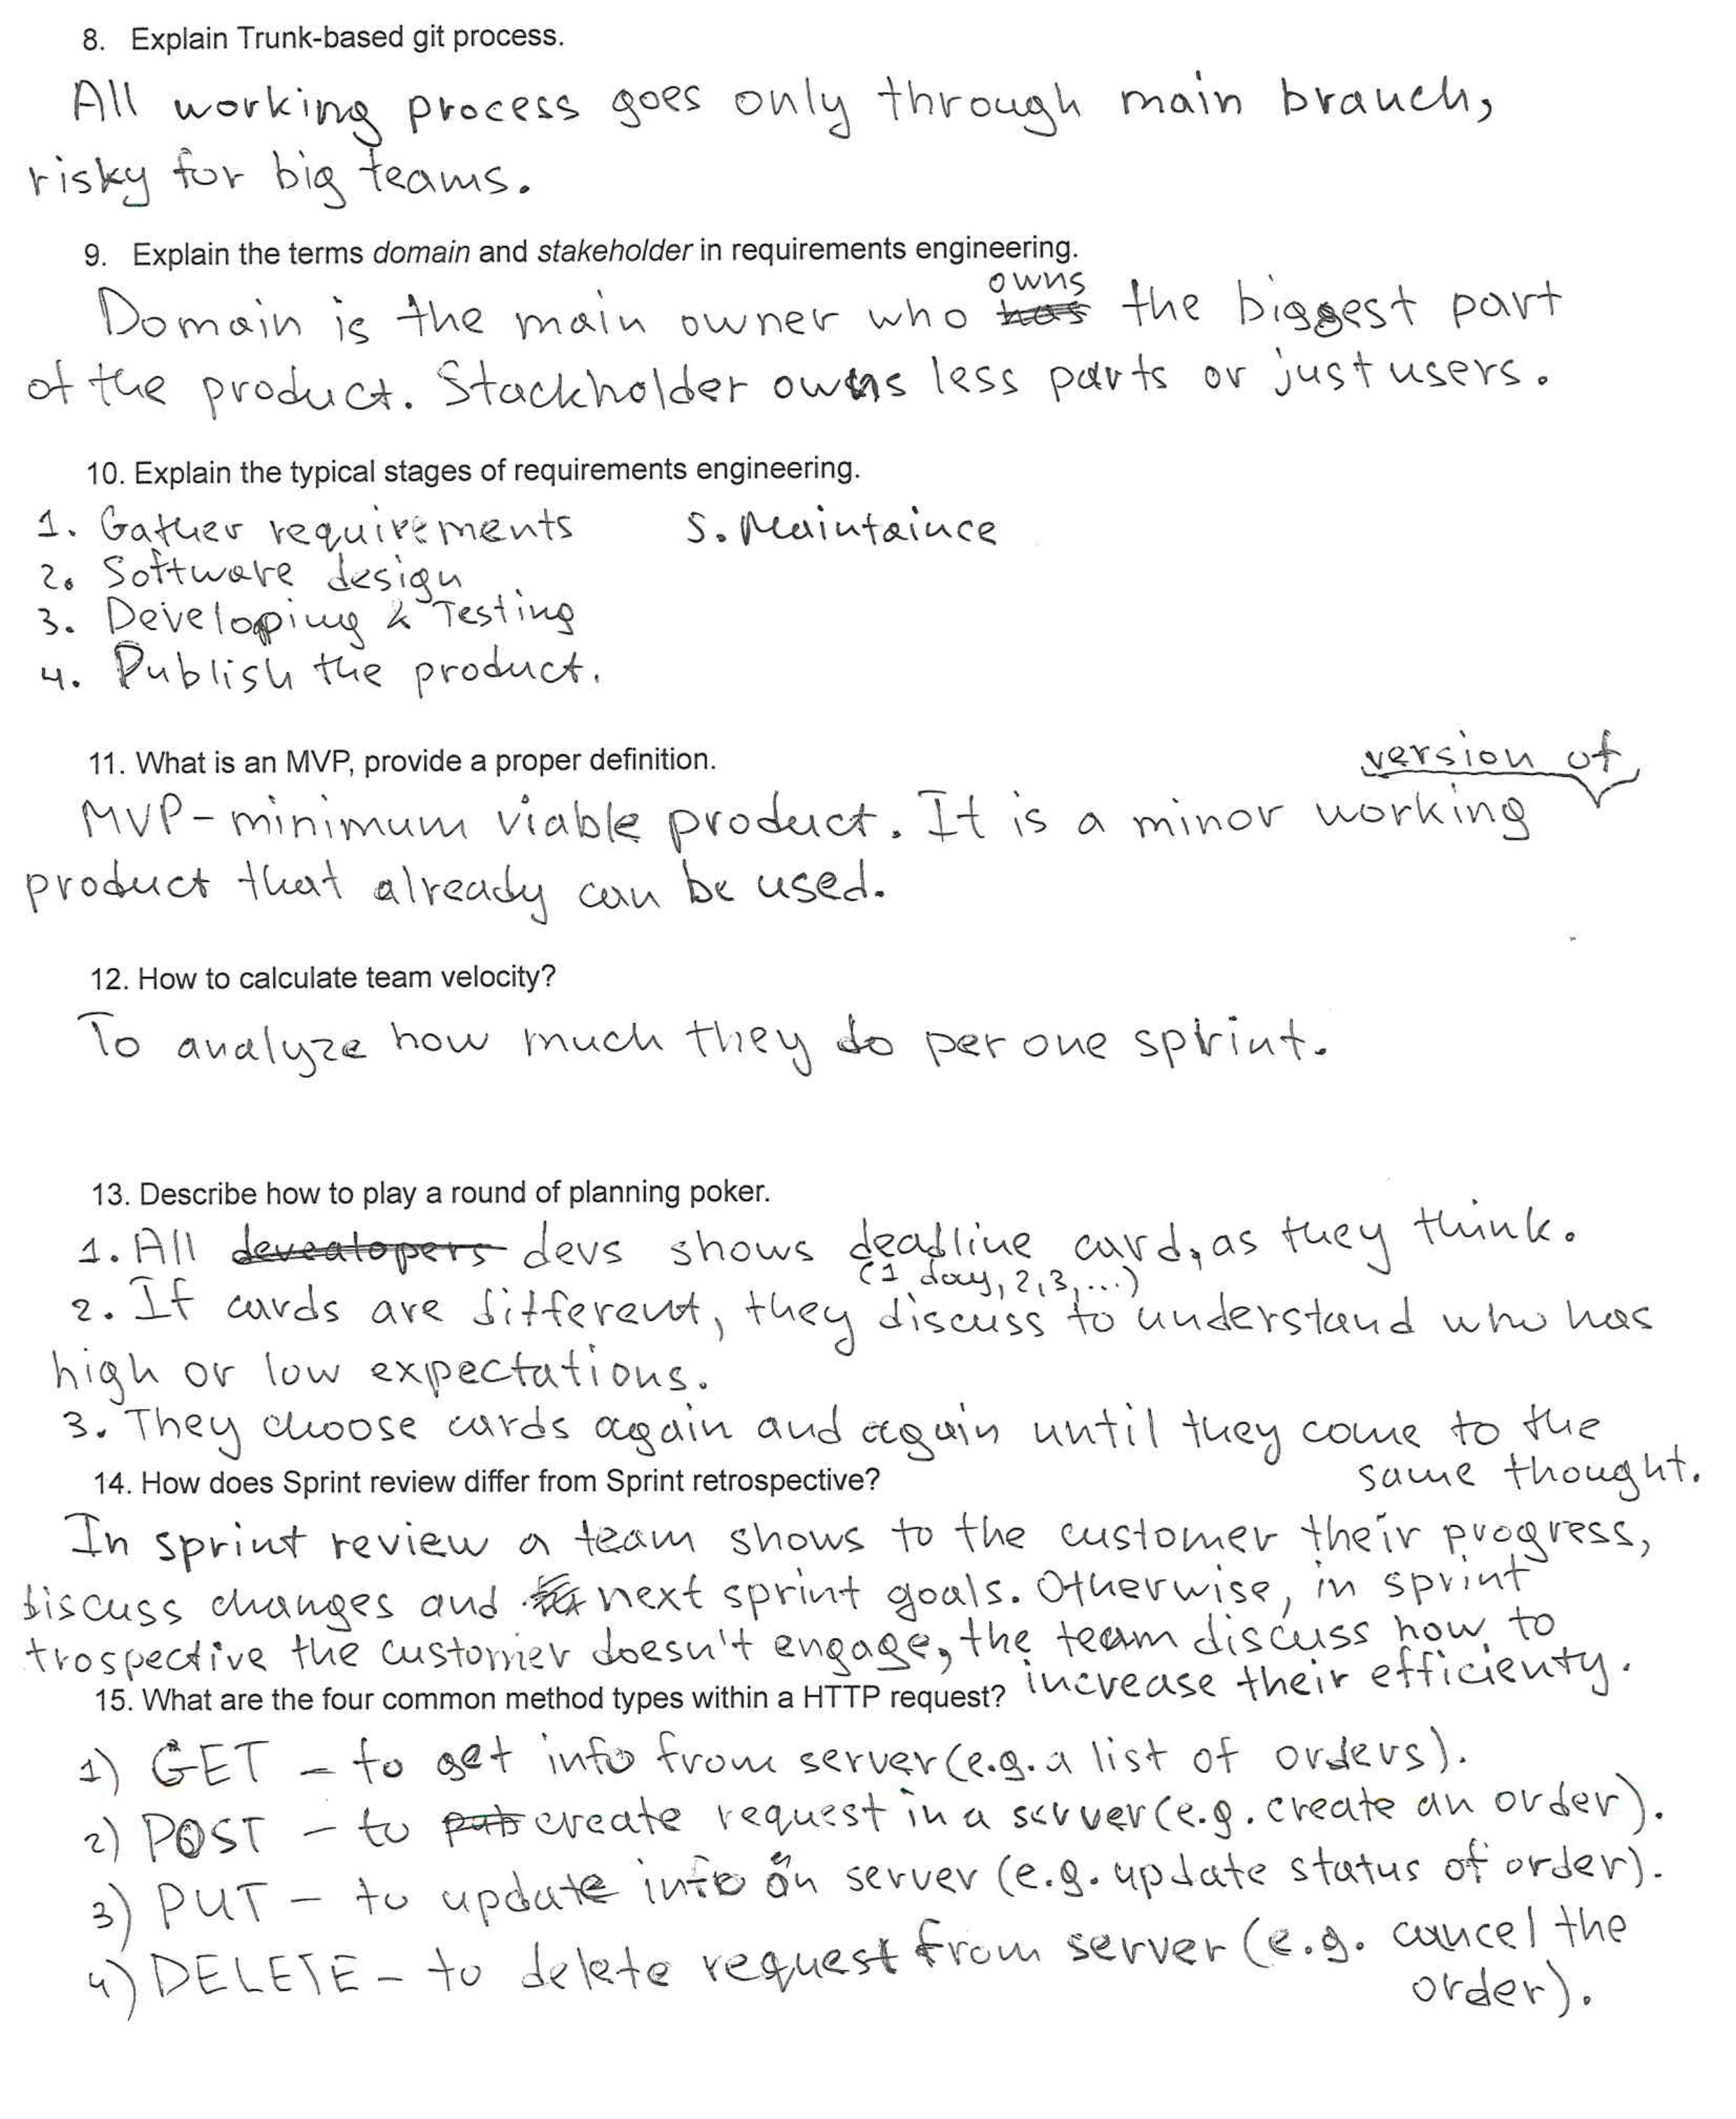 8. Explain Trunk-based git process.
All working process goes only through main branch,
risky for big teams.
9. Explain the terms domain and stakeholder in requirements engineering.
owns
Domain is the main owner who has the biggest part
of the product. Stackholder owns less parts or just users.
10. Explain the typical stages of requirements engineering.
1. Gather requirements 5. Maintaince
2. Software design
3. Developing & Testing
4. Publish the product.
11. What is an MVP, provide a proper definition.
version of
MVP - minimum viable product. It is a minor working
product that already can be used.
12. How to calculate team velocity?
To analyze how much they do per one sprint.
13. Describe how to play a round of planning poker.
1. All devealopers devs shows deadline card, as they think.
(1 day, 2, 3, ...)
2. If cards are different, they discuss to understand who has
high or low expectations.
3. They choose cards again and again until they come to the
same thought.
14. How does Sprint review differ from Sprint retrospective?
In sprint review a team shows to the customer their progress,
discuss changes and next sprint goals. Otherwise, in sprint
trospective the customer doesn't engage, the team discuss how to
increase their efficienty.
15. What are the four common method types within a HTTP request?
1) GET - to get info from server (e.g. a list of orders).
2) POST - to put create request in a server (e.g. create an order).
3) PUT - to update info on server (e.g. update status of order).
4) DELETE - to delete request from server (e.g. cancel the
order).